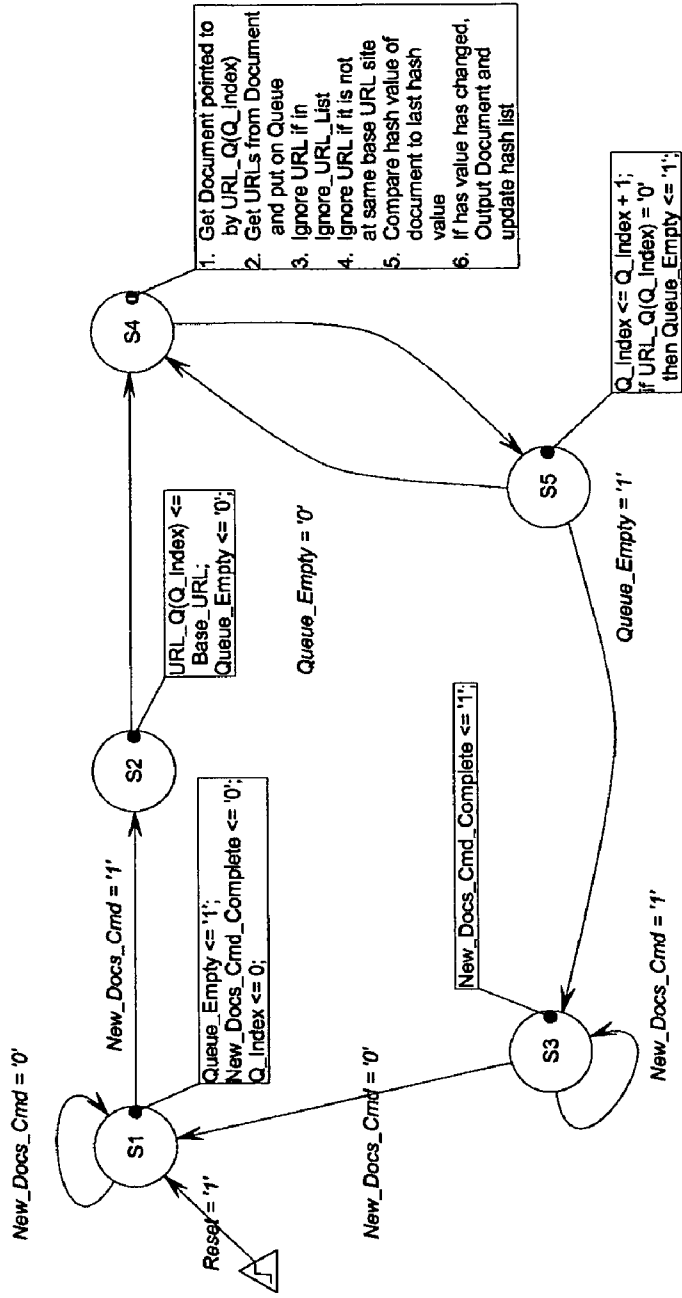 New_Docs_Cmd = '0'
S1
Reset = '1'
New_Docs_Cmd = '1'
Queue_Empty <= '1';
New_Docs_Cmd_Complete <= '0';
Q_Index <= 0;
S2
URL_Q(Q_Index) <=
Base_URL;
Queue_Empty <= '0';
S4
1. Get Document pointed to
by URL_Q(Q_Index)
2. Get URLs from Document
and put on Queue
3. Ignore URL if in
Ignore_URL_List
4. Ignore URL if it is not
at same base URL site
5. Compare hash value of
document to last hash
value
6. If has value has changed,
Output Document and
update hash list
Queue_Empty = '0'
S5
Q_Index <= Q_Index + 1;
if URL_Q(Q_Index) = '0'
then Queue_Empty <= '1';
Queue_Empty = '1'
New_Docs_Cmd_Complete <= '1';
S3
New_Docs_Cmd = '0'
New_Docs_Cmd = '1'